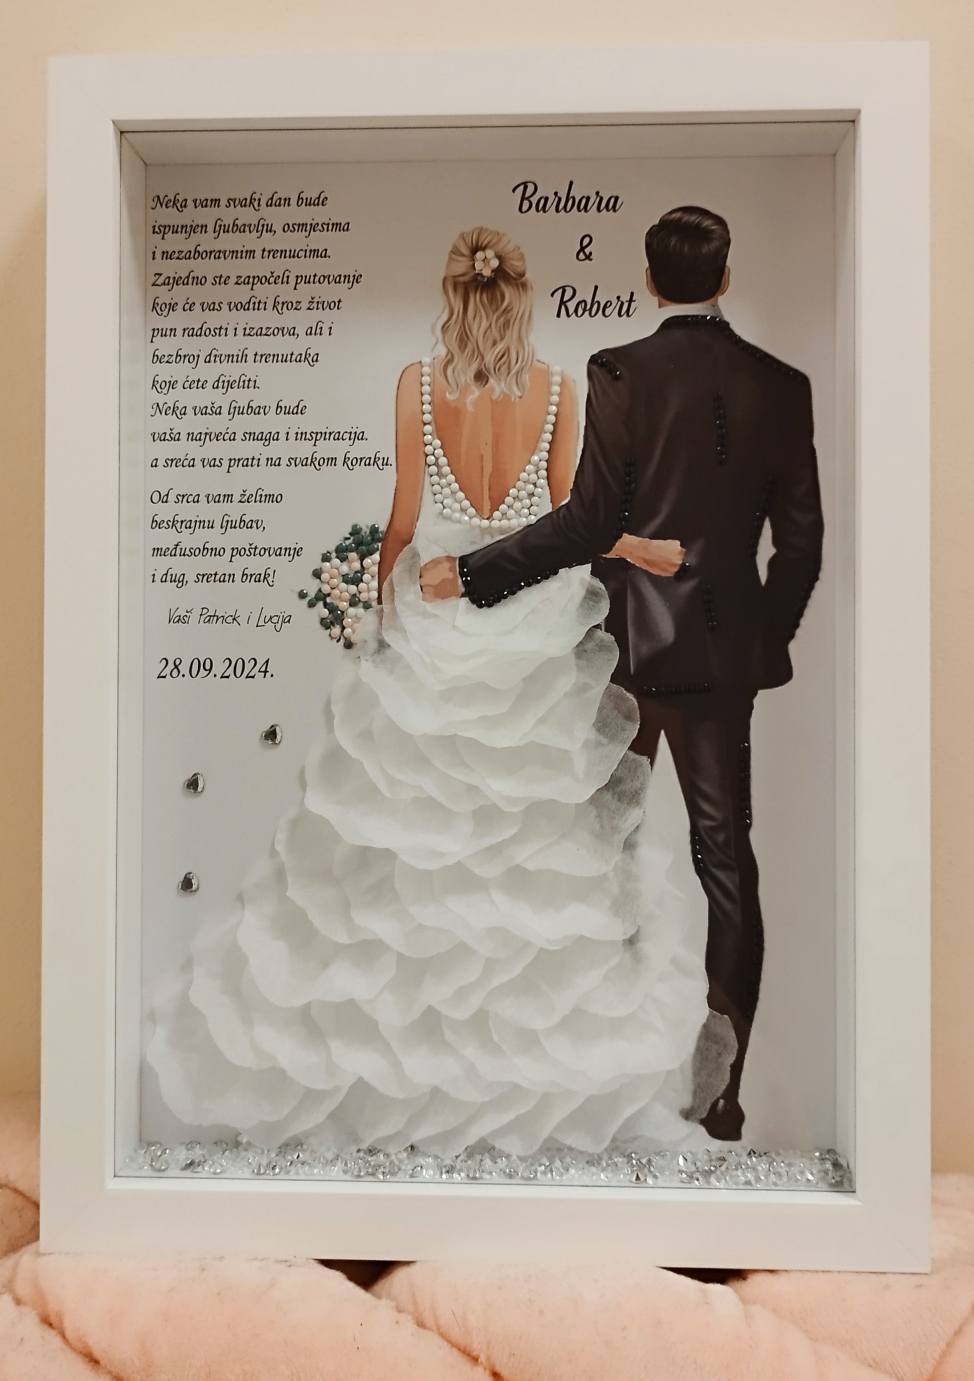 Neka vam svaki dan bude
ispunjen ljubavlju, osmjesima
i nezaboravnim trenucima.
Zajedno ste započeli putovanje
koje će vas voditi kroz život
pun radosti i izazova, ali i
bezbroj divnih trenutaka
koje ćete dijeliti.
Neka vaša ljubav bude
vaša najveća snaga i inspiracija.
a sreća vas prati na svakom koraku.
Od srca vam želimo
beskrajnu ljubav,
međusobno poštovanje
i dug, sretan brak!
Vaši Patrick i Lucija
28.09.2024.
Barbara
&
Robert